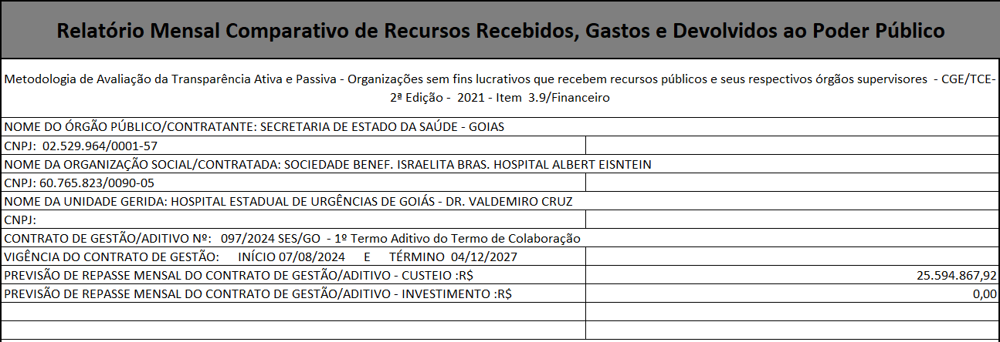 Relatório Mensal Comparativo de Recursos Recebidos, Gastos e Devolvidos ao Poder Público
Metodologia de Avaliação da Transparência Ativa e Passiva - Organizações sem fins lucrativos que recebem recursos públicos e seus respectivos órgãos supervisores - CGE/TCE-
2ª Edição - 2021 - Item 3.9/Financeiro
NOME DO ÓRGÃO PÚBLICO/CONTRATANTE: SECRETARIA DE ESTADO DA SAÚDE - GOIAS
CNPJ: 02.529.964/0001-57
NOME DA ORGANIZAÇÃO SOCIAL/CONTRATADA: SOCIEDADE BENEF. ISRAELITA BRAS. HOSPITAL ALBERT EISNTEIN
CNPJ: 60.765.823/0090-05
NOME DA UNIDADE GERIDA: HOSPITAL ESTADUAL DE URGÊNCIAS DE GOIÁS - DR. VALDEMIRO CRUZ
CNPJ:
CONTRATO DE GESTÃO/ADITIVO Nº: 097/2024 SES/GO - 1º Termo Aditivo do Termo de Colaboração
VIGÊNCIA DO CONTRATO DE GESTÃO: INÍCIO 07/08/2024 E TÉRMINO 04/12/2027
PREVISÃO DE REPASSE MENSAL DO CONTRATO DE GESTÃO/ADITIVO - CUSTEIO :R$ 25.594.867,92
PREVISÃO DE REPASSE MENSAL DO CONTRATO DE GESTÃO/ADITIVO - INVESTIMENTO :R$ 0,00